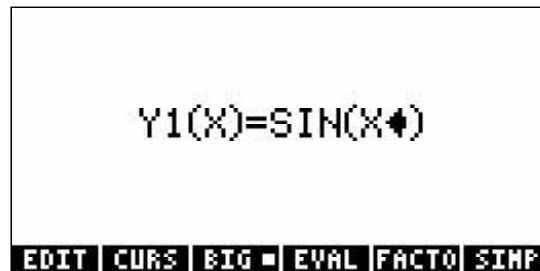 Y1(X)=SIN(X◀)
EDIT CURS BIG ■ EVAL FACTO SIMP